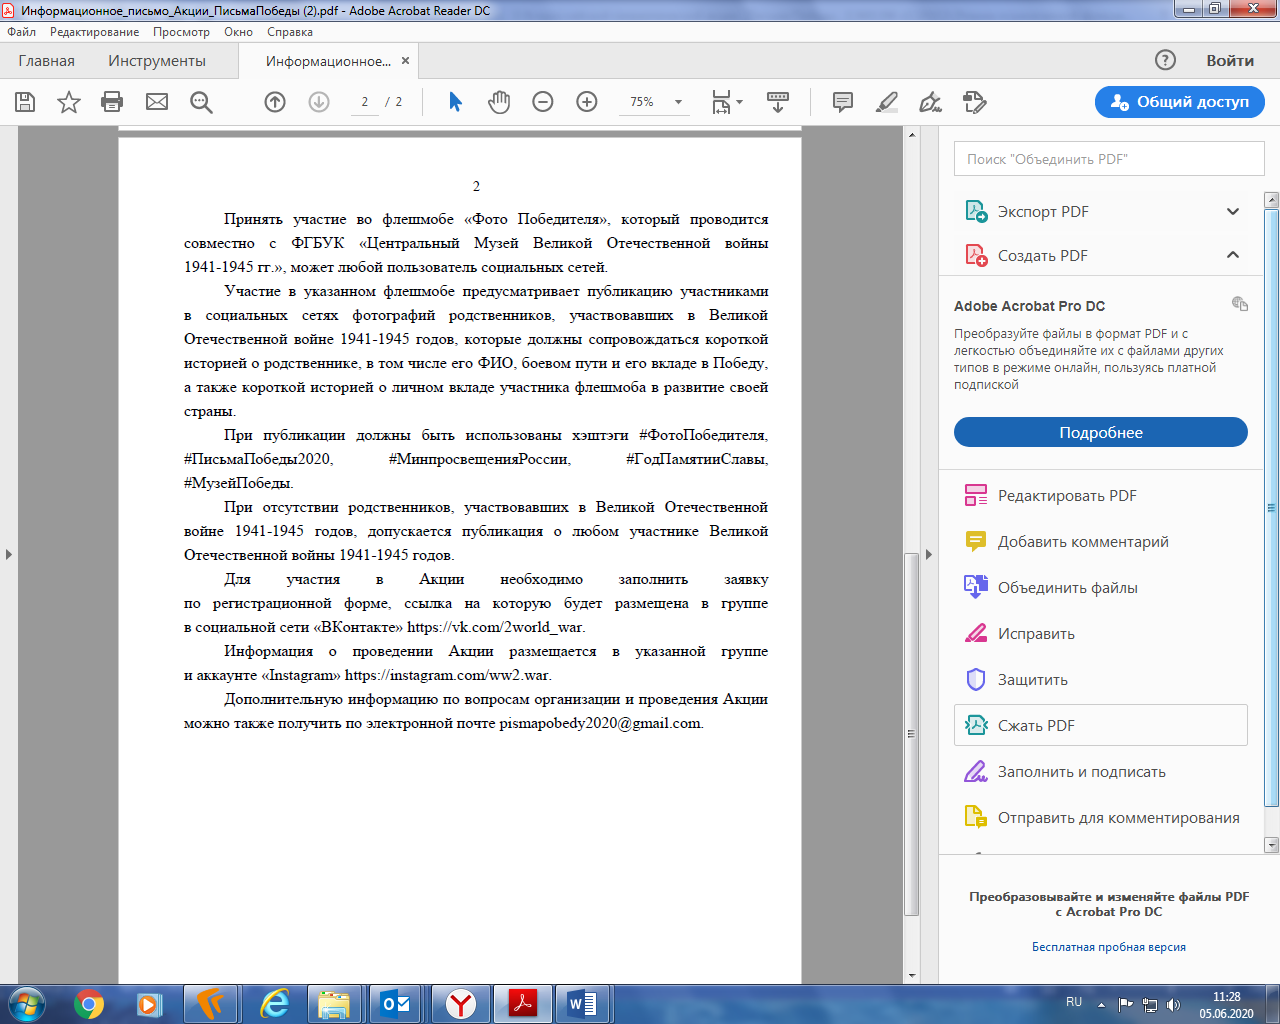 Информационное_письмо_Акции_ПисьмаПобеды (2).pdf - Adobe Acrobat Reader DC
Файл Редактирование Просмотр Окно Справка
Главная Инструменты Информационное... × Войти
2 / 2 75% Общий доступ
2
Принять участие во флешмобе «Фото Победителя», который проводится
совместно с ФГБУК «Центральный Музей Великой Отечественной войны
1941-1945 гг.», может любой пользователь социальных сетей.
Участие в указанном флешмобе предусматривает публикацию участниками
в социальных сетях фотографий родственников, участвовавших в Великой
Отечественной войне 1941-1945 годов, которые должны сопровождаться короткой
историей о родственнике, в том числе его ФИО, боевом пути и его вкладе в Победу,
а также короткой историей о личном вкладе участника флешмоба в развитие своей
страны.
При публикации должны быть использованы хэштэги #ФотоПобедителя,
#ПисьмаПобеды2020, #МинпросвещенияРоссии, #ГодПамятииСлавы,
#МузейПобеды.
При отсутствии родственников, участвовавших в Великой Отечественной
войне 1941-1945 годов, допускается публикация о любом участнике Великой
Отечественной войны 1941-1945 годов.
Для участия в Акции необходимо заполнить заявку
по регистрационной форме, ссылка на которую будет размещена в группе
в социальной сети «ВКонтакте» https://vk.com/2world_war.
Информация о проведении Акции размещается в указанной группе
и аккаунте «Instagram» https://instagram.com/ww2.war.
Дополнительную информацию по вопросам организации и проведения Акции
можно также получить по электронной почте pismapobedy2020@gmail.com.
Поиск "Объединить PDF"
Экспорт PDF
Создать PDF
Adobe Acrobat Pro DC
Преобразуйте файлы в формат PDF и с
легкостью объединяйте их с файлами других
типов в режиме онлайн, пользуясь платной
подпиской
Подробнее
Редактировать PDF
Добавить комментарий
Объединить файлы
Исправить
Защитить
Сжать PDF
Заполнить и подписать
Отправить для комментирования
Преобразовывайте и изменяйте файлы PDF
с Acrobat Pro DC
Бесплатная пробная версия
RU 11:28
05.06.2020